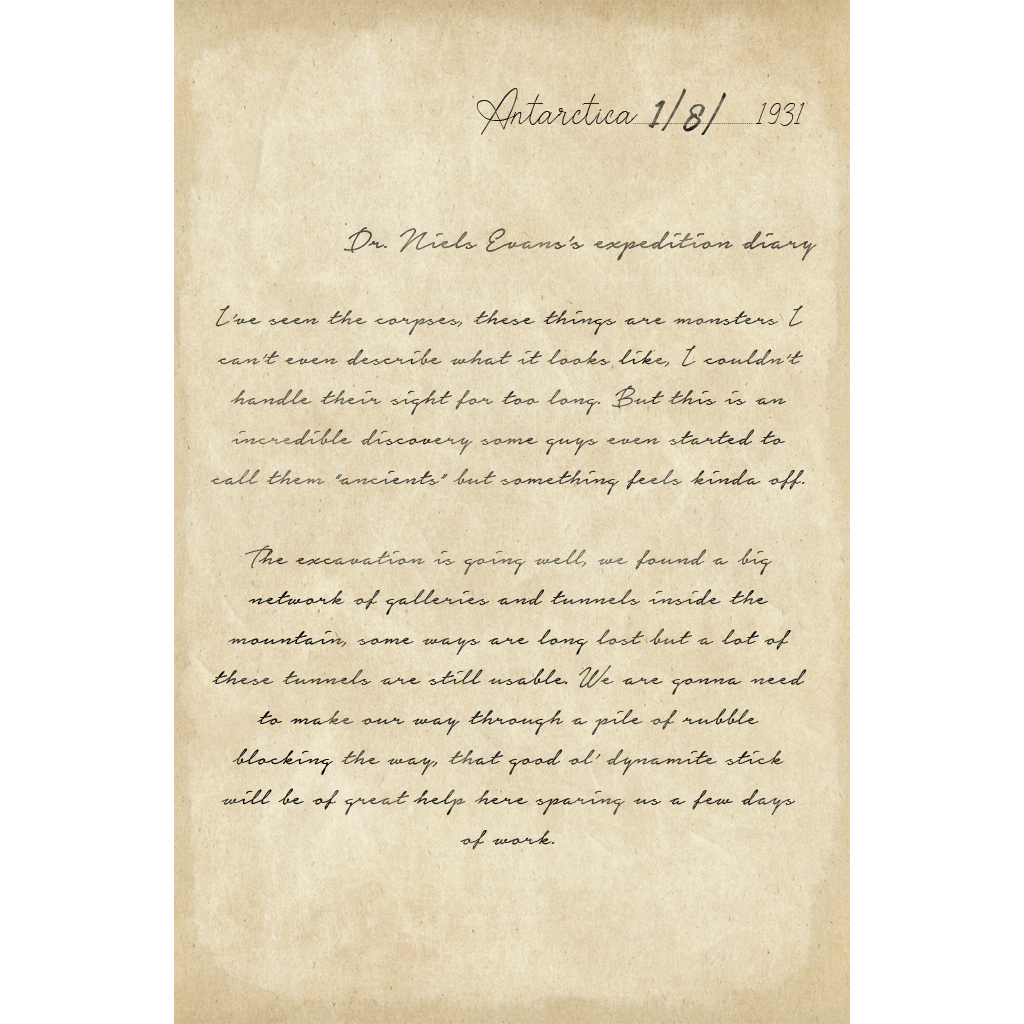 Antarctica 1/8/ 1931
Dr. Niels Evans's expedition diary
I've seen the corpses, these things are monsters I
can't even describe what it looks like, I couldn't
handle their sight for too long. But this is an
incredible discovery some guys even started to
call them "ancients" but something feels kinda off.
The excavation is going well, we found a big
network of galleries and tunnels inside the
mountain, some ways are long lost but a lot of
these tunnels are still usable. We are gonna need
to make our way through a pile of rubble
blocking the way, that good ol' dynamite stick
will be of great help here sparing us a few days
of work.